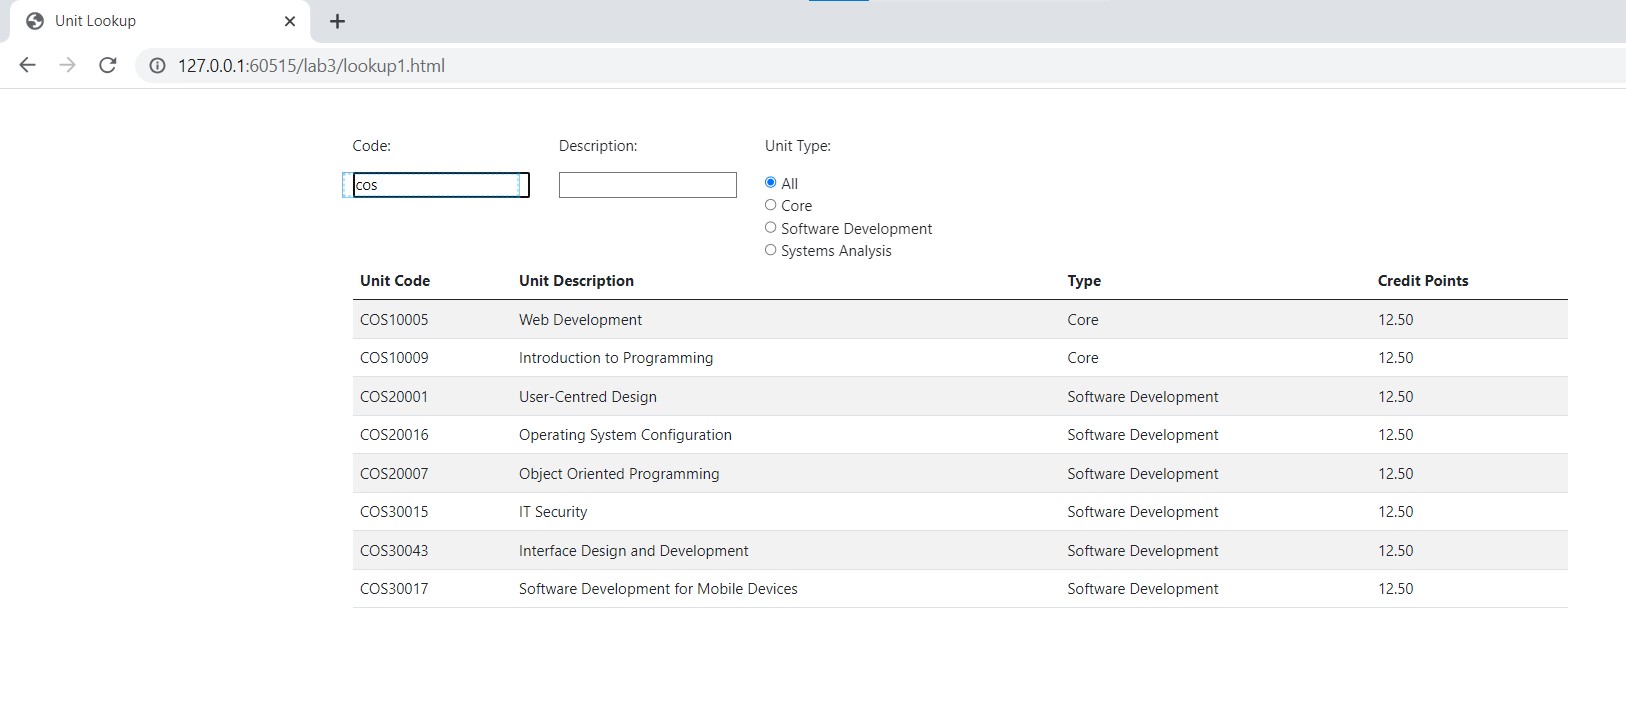 Unit Lookup
127.0.0.1:60515/lab3/lookup1.html
Code: Description: Unit Type:
cos
All
Core
Software Development
Systems Analysis
Unit Code Unit Description Type Credit Points
COS10005 Web Development Core 12.50
COS10009 Introduction to Programming Core 12.50
COS20001 User-Centred Design Software Development 12.50
COS20016 Operating System Configuration Software Development 12.50
COS20007 Object Oriented Programming Software Development 12.50
COS30015 IT Security Software Development 12.50
COS30043 Interface Design and Development Software Development 12.50
COS30017 Software Development for Mobile Devices Software Development 12.50